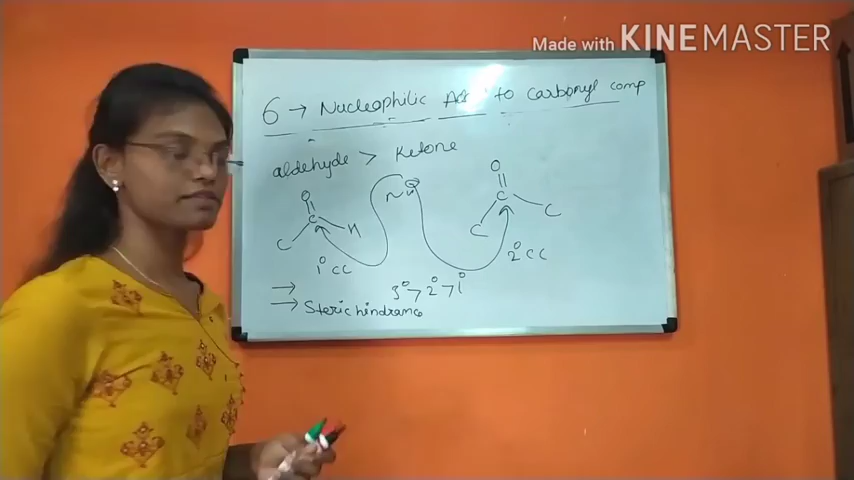 Made with KINEMASTER
6 → Nucleophilic Adn to Carbonyl comp
aldehyde > Ketone
O
C
C
H
1° CC
Nu⊖
O
C
C
C
2° CC
→
3° > 2° > 1°
→ Steric hindrance